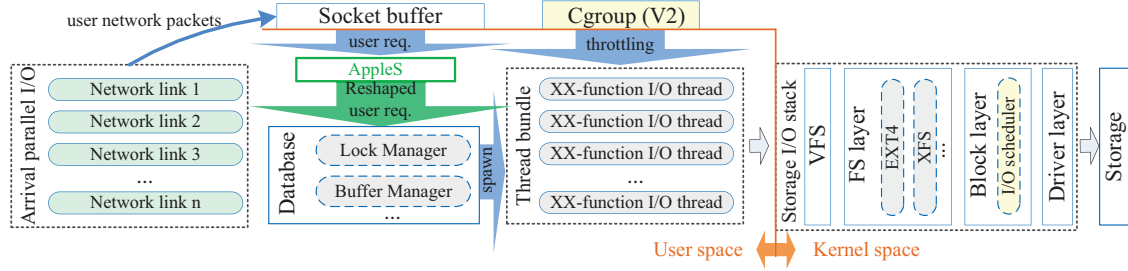 user network packets
Socket buffer
Cgroup (V2)
user req.
throttling
AppleS
Reshaped
user req.
Arrival parallel I/O
Network link 1
Network link 2
Network link 3
...
Network link n
Database
Lock Manager
Buffer Manager
...
spawn
Thread bundle
XX-function I/O thread
XX-function I/O thread
XX-function I/O thread
...
XX-function I/O thread
Storage I/O stack
VFS
FS layer
EXT4
XFS
...
Block layer
I/O scheduler
Driver layer
Storage
User space
Kernel space